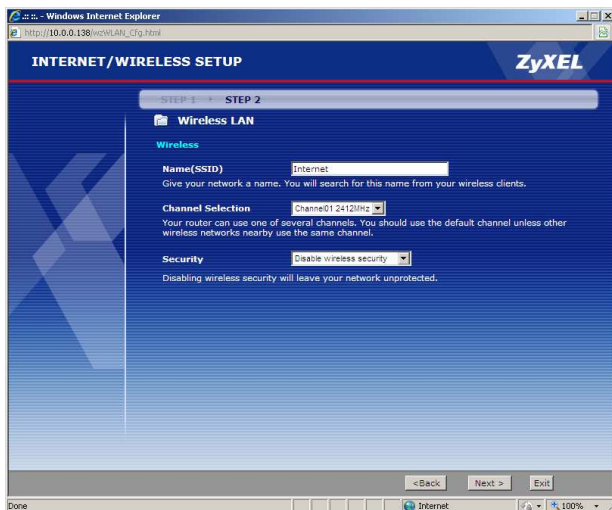 .:: ::. - Windows Internet Explorer
http://10.0.0.138/wzWLAN_Cfg.html
INTERNET/WIRELESS SETUP
ZyXEL
STEP 1 STEP 2
Wireless LAN
Wireless
Name(SSID) Internet
Give your network a name. You will search for this name from your wireless clients.
Channel Selection Channel01 2412MHz
Your router can use one of several channels. You should use the default channel unless other
wireless networks nearby use the same channel.
Security Disable wireless security
Disabling wireless security will leave your network unprotected.
<Back Next > Exit
Done Internet 100%